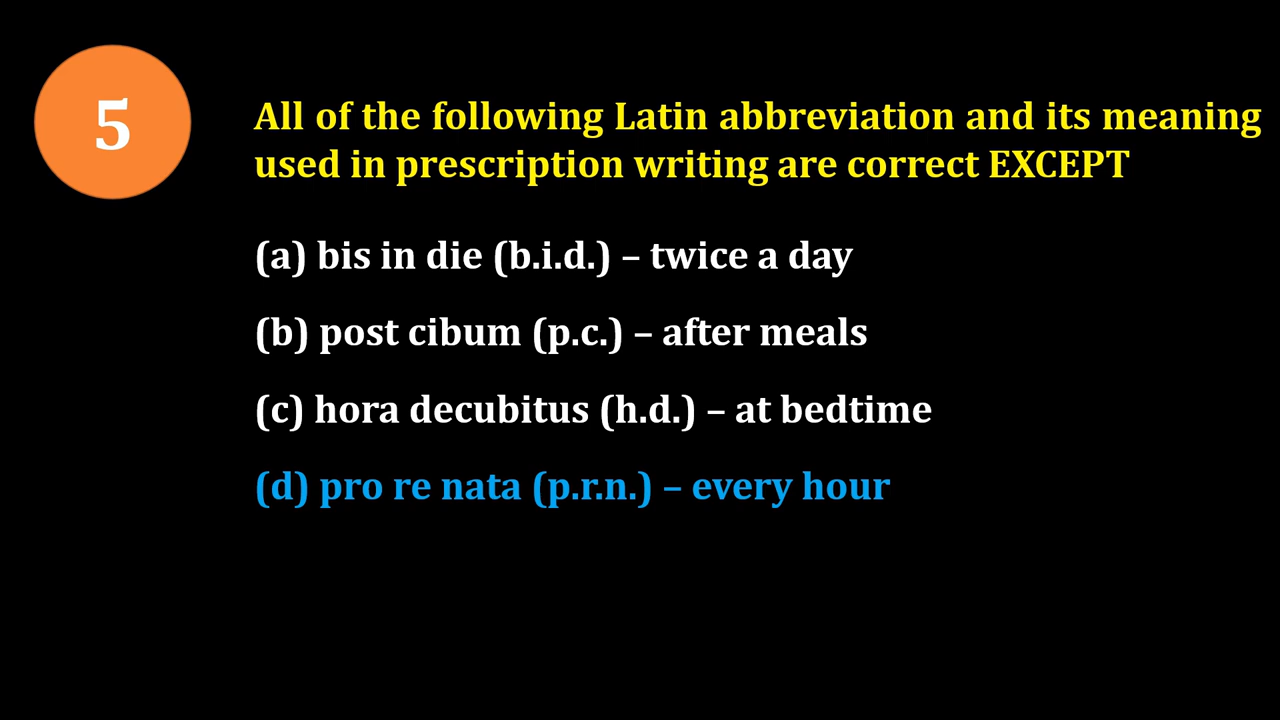 5
All of the following Latin abbreviation and its meaning
used in prescription writing are correct EXCEPT
(a) bis in die (b.i.d.) – twice a day
(b) post cibum (p.c.) – after meals
(c) hora decubitus (h.d.) – at bedtime
(d) pro re nata (p.r.n.) – every hour